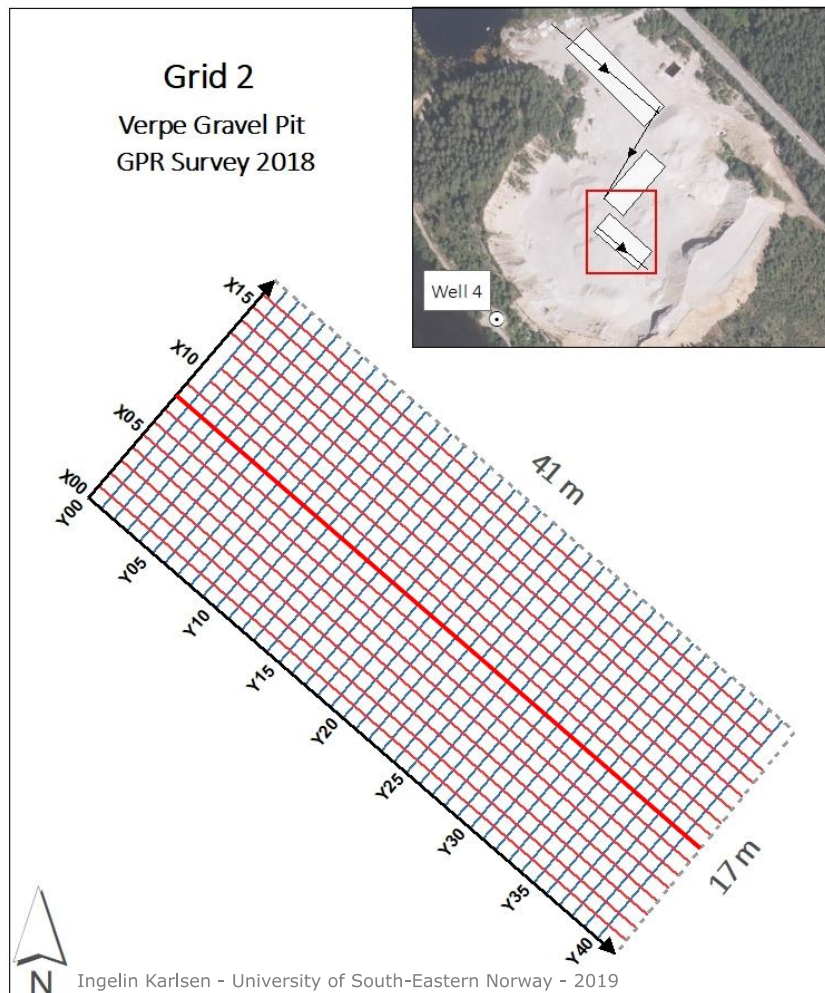 Grid 2
Verpe Gravel Pit
GPR Survey 2018
Well 4
X15
X10
X05
X00
Y00
Y05
Y10
Y15
Y20
Y25
Y30
Y35
Y40
41 m
17 m
N
Ingelin Karlsen - University of South-Eastern Norway - 2019